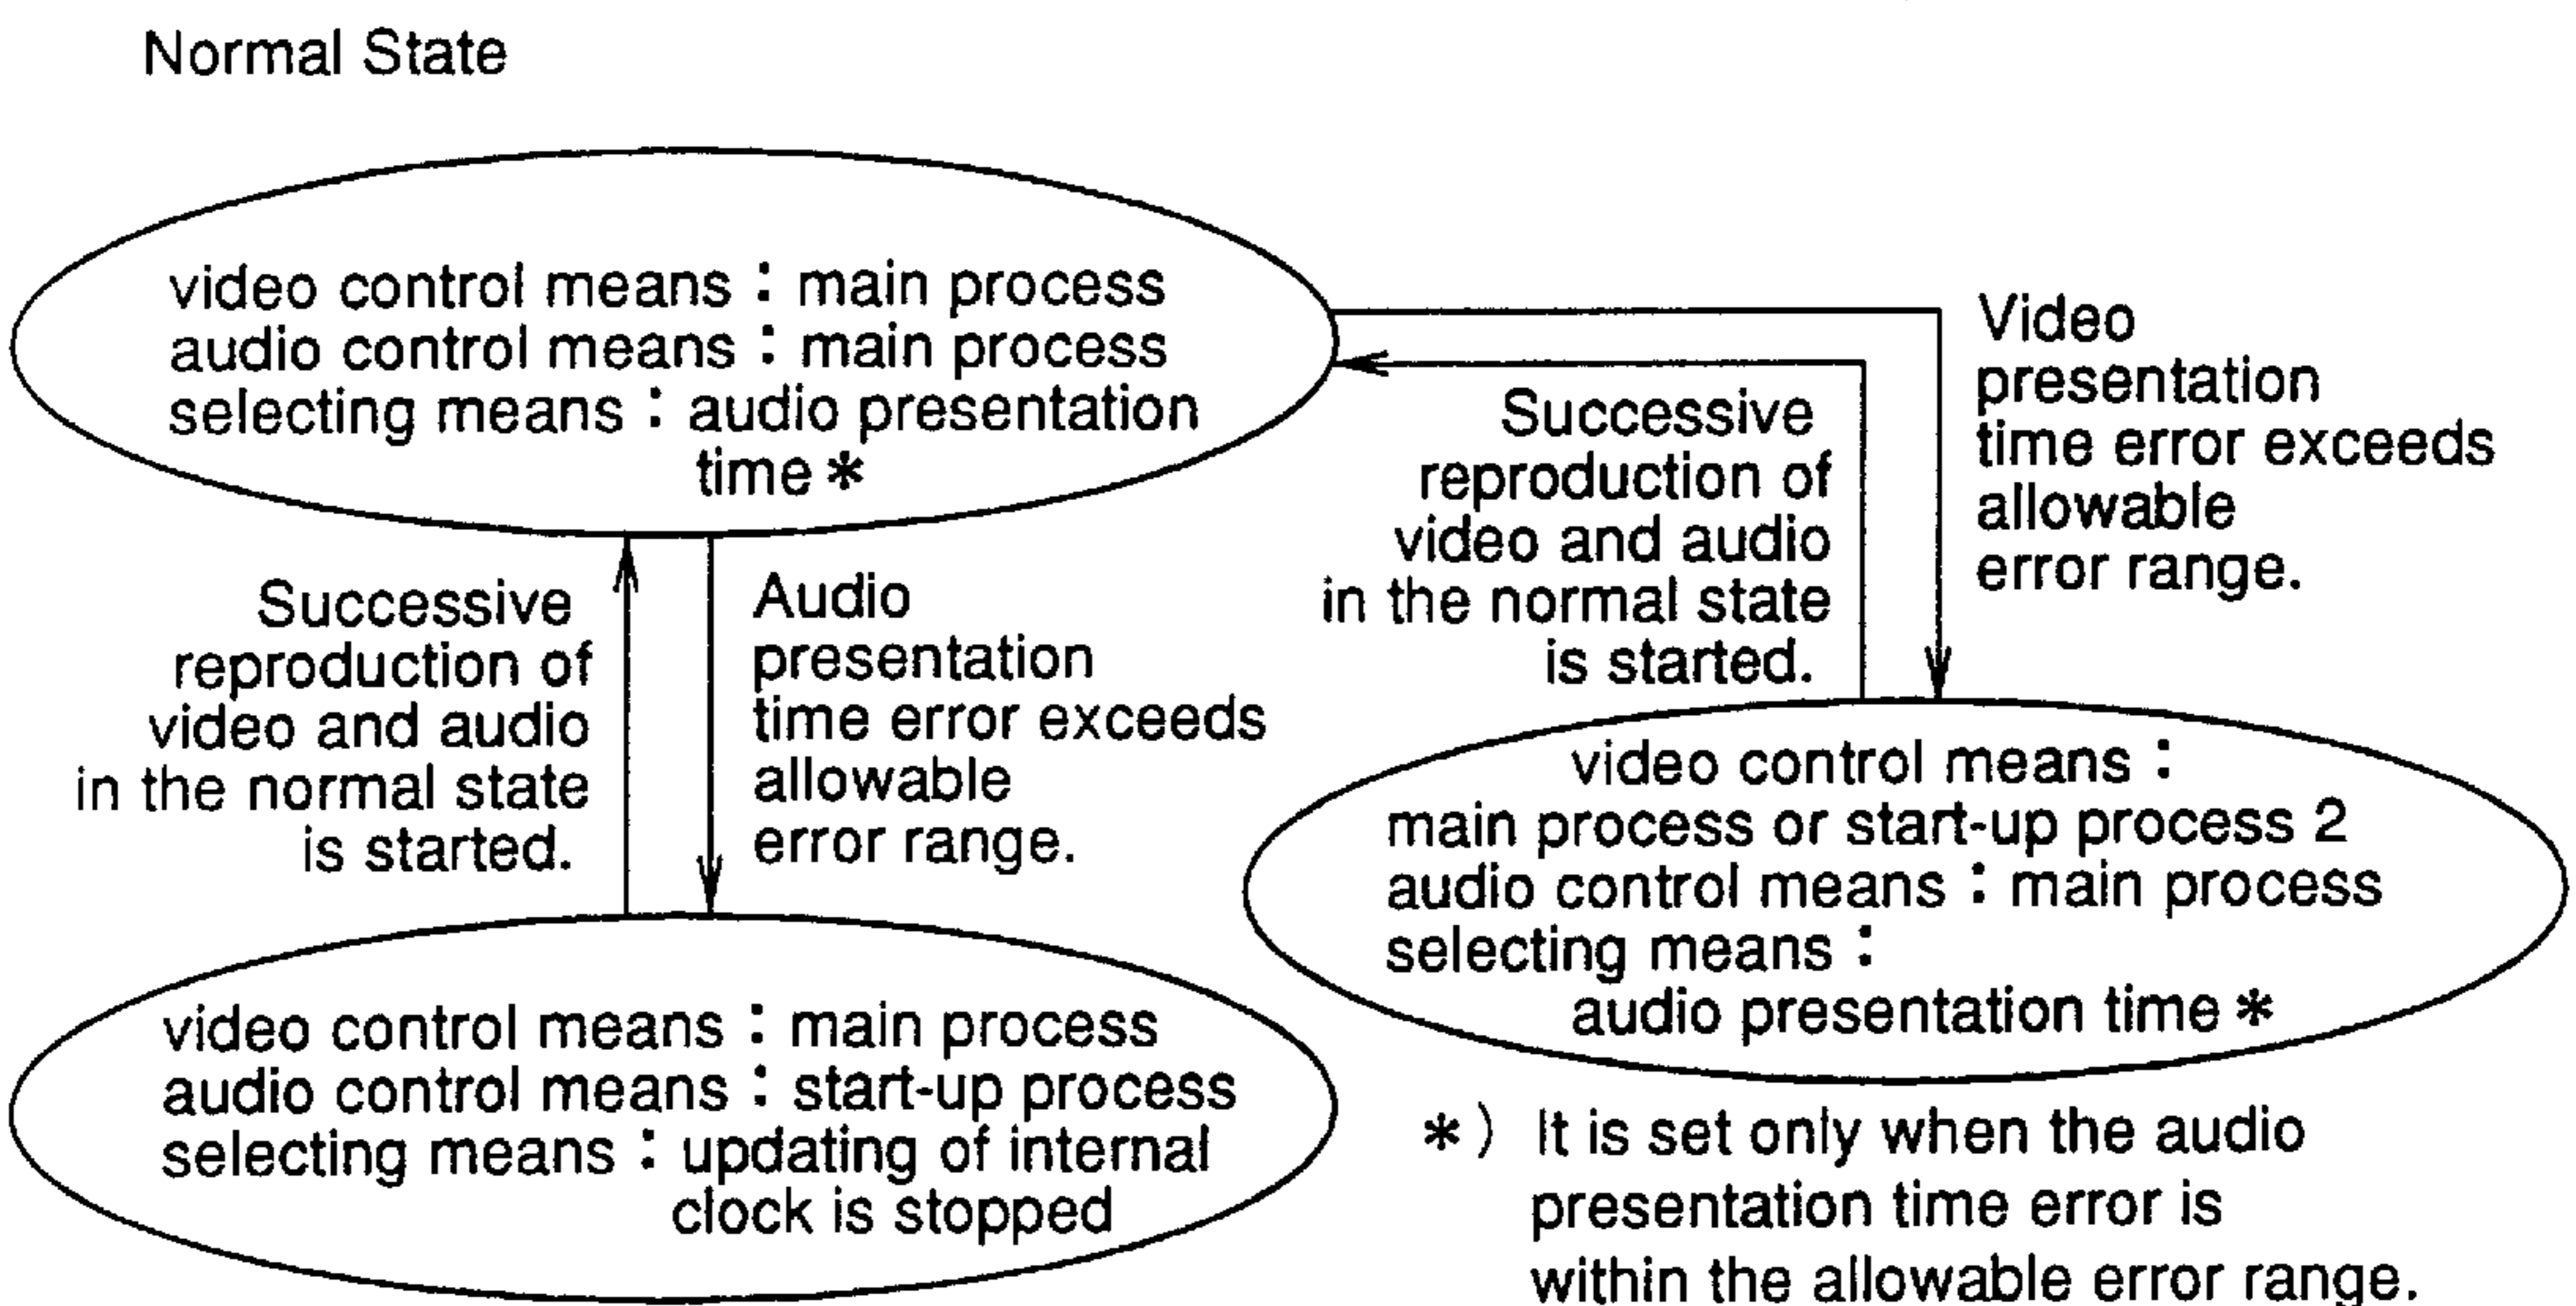 Normal State
video control means : main process
audio control means : main process
selecting means : audio presentation
time *
Successive
reproduction of
video and audio
in the normal state
is started.
Audio
presentation
time error exceeds
allowable
error range.
Successive
reproduction of
video and audio
in the normal state
is started.
Video
presentation
time error exceeds
allowable
error range.
video control means : main process
audio control means : start-up process
selecting means : updating of internal
clock is stopped
video control means :
main process or start-up process 2
audio control means : main process
selecting means :
audio presentation time *
* ) It is set only when the audio
presentation time error is
within the allowable error range.